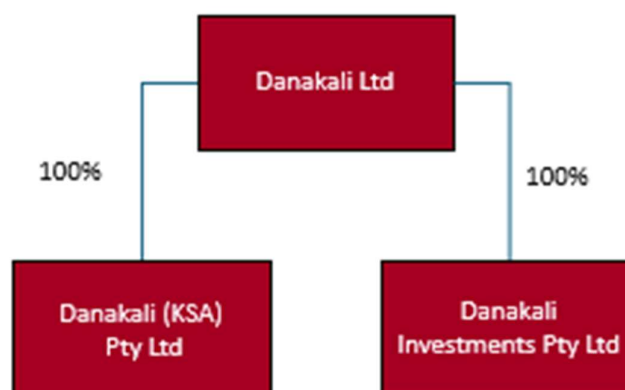 Danakali Ltd
100%
100%
Danakali (KSA)
Pty Ltd
Danakali
Investments Pty Ltd